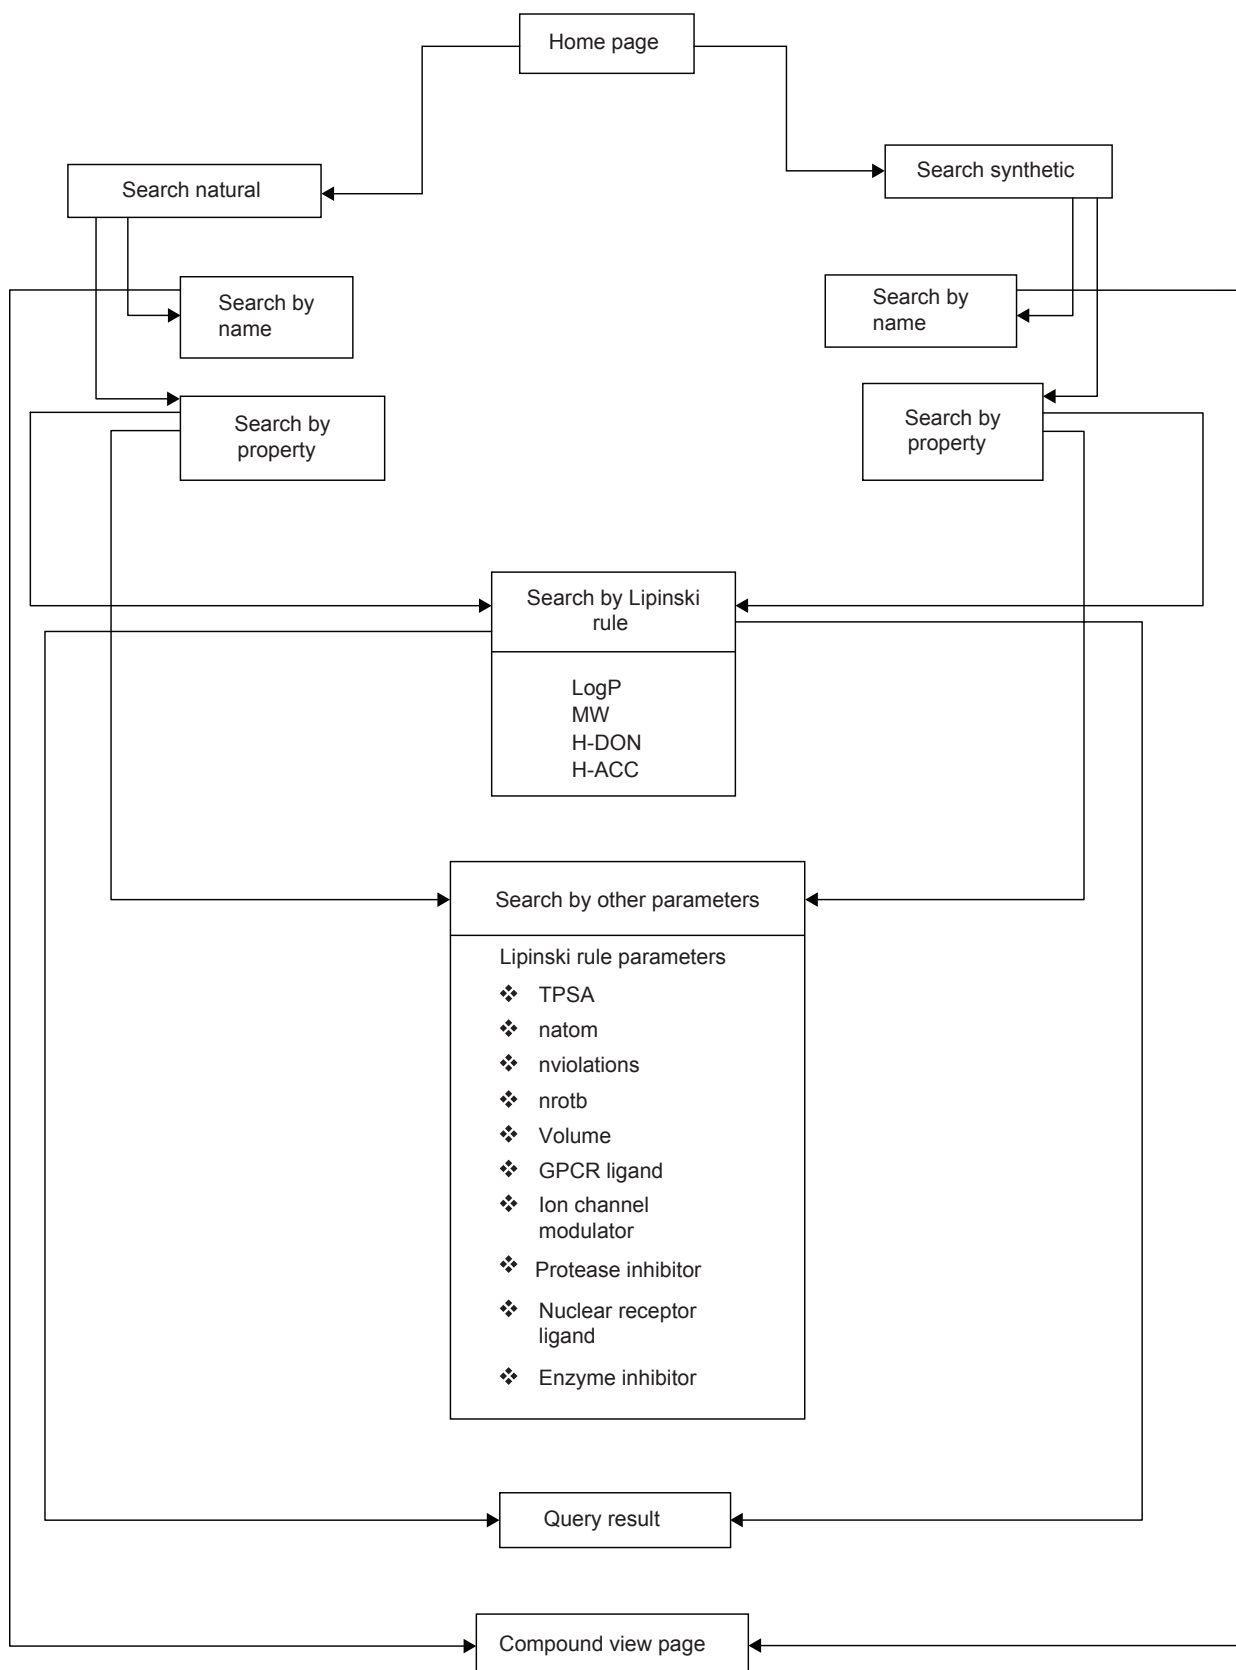 Home page
Search natural
Search synthetic
Search by
name
Search by
name
Search by
property
Search by
property
Search by Lipinski
rule
LogP
MW
H-DON
H-ACC
Search by other parameters
Lipinski rule parameters
❖ TPSA
❖ natom
❖ nviolations
❖ nrotb
❖ Volume
❖ GPCR ligand
❖ Ion channel
modulator
❖ Protease inhibitor
❖ Nuclear receptor
ligand
❖ Enzyme inhibitor
Query result
Compound view page